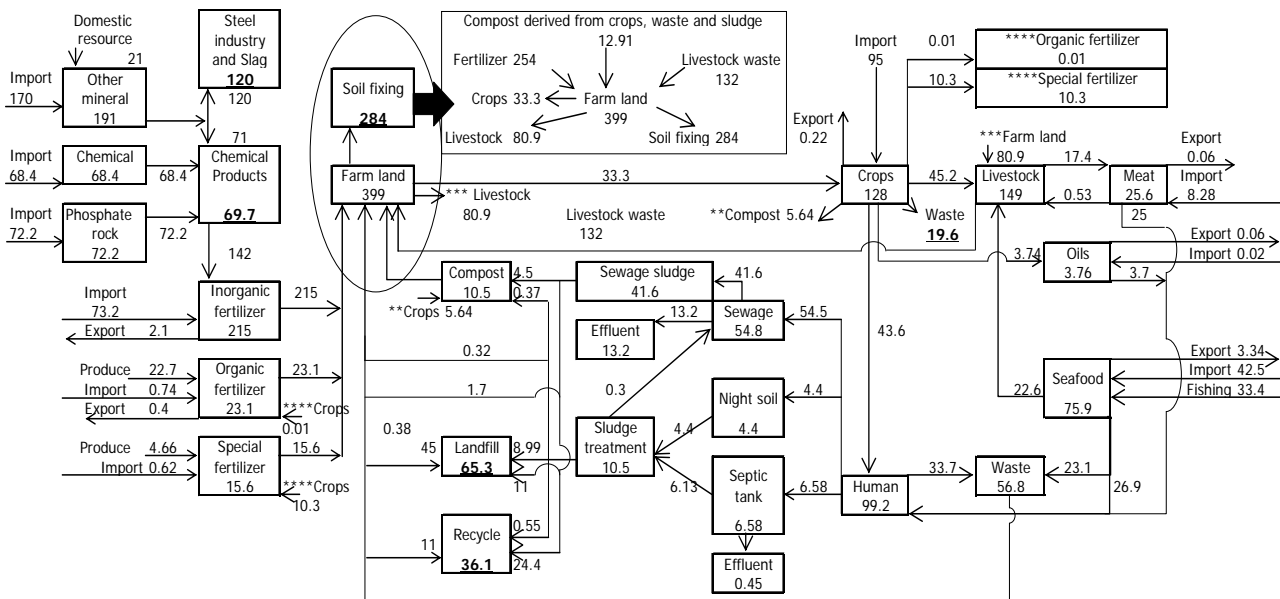 Domestic
resource
21
Import
170
Other
mineral
191
Steel
industry
and Slag
120
120
71
Import
68.4
Chemical
68.4
68.4
Chemical
Products
69.7
Import
72.2
Phosphate
rock
72.2
72.2
142
Import
73.2
Export 2.1
Inorganic
fertilizer
215
215
Produce 22.7
Import 0.74
Export 0.4
Organic
fertilizer
23.1
23.1
****Crops
0.01
Produce 4.66
Import 0.62
Special
fertilizer
15.6
15.6
****Crops
10.3
Soil fixing
284
Farm land
399
*** Livestock
80.9
Compost derived from crops, waste and sludge
12.91
Fertilizer 254
Livestock waste
132
Crops 33.3
Farm land
399
Livestock 80.9
Soil fixing 284
33.3
Livestock waste
132
Import
95
Export
0.22
Crops
128
**Compost 5.64
0.01
****Organic fertilizer
0.01
10.3
****Special fertilizer
10.3
45.2
Waste
19.6
***Farm land
80.9
Livestock
149
17.4
0.53
Meat
25.6
25
Export
0.06
Import
8.28
3.74
Oils
3.76
Export 0.06
Import 0.02
3.7
Compost
10.5
**Crops 5.64
4.5
0.37
Sewage sludge
41.6
41.6
Sewage
54.8
54.5
13.2
Effluent
13.2
43.6
0.32
1.7
0.3
0.38
Night soil
4.4
4.4
4.4
45
Landfill
65.3
8.99
11
Sludge
treatment
10.5
6.13
Septic
tank
6.58
6.58
Effluent
0.45
11
Recycle
36.1
0.55
24.4
Human
99.2
33.7
Waste
56.8
23.1
26.9
22.6
Seafood
75.9
Export 3.34
Import 42.5
Fishing 33.4